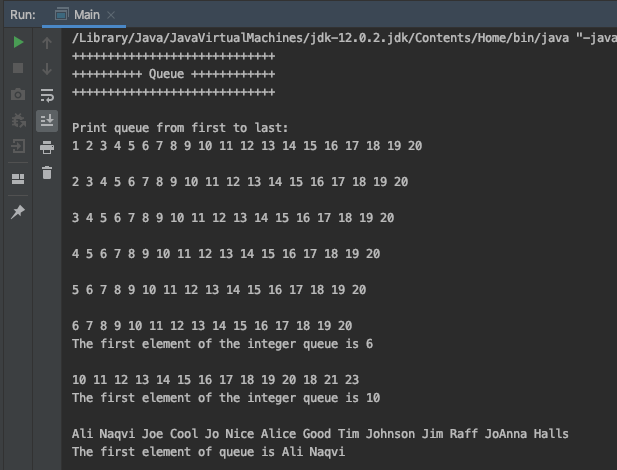 Run: Main
/Library/Java/JavaVirtualMachines/jdk-12.0.2.jdk/Contents/Home/bin/java "-java
+++++++++++++++++++++++++++++
++++++++++ Queue ++++++++++++
+++++++++++++++++++++++++++++
Print queue from first to last:
1 2 3 4 5 6 7 8 9 10 11 12 13 14 15 16 17 18 19 20
2 3 4 5 6 7 8 9 10 11 12 13 14 15 16 17 18 19 20
3 4 5 6 7 8 9 10 11 12 13 14 15 16 17 18 19 20
4 5 6 7 8 9 10 11 12 13 14 15 16 17 18 19 20
5 6 7 8 9 10 11 12 13 14 15 16 17 18 19 20
6 7 8 9 10 11 12 13 14 15 16 17 18 19 20
The first element of the integer queue is 6
10 11 12 13 14 15 16 17 18 19 20 18 21 23
The first element of the integer queue is 10
Ali Naqvi Joe Cool Jo Nice Alice Good Tim Johnson Jim Raff JoAnna Halls
The first element of queue is Ali Naqvi